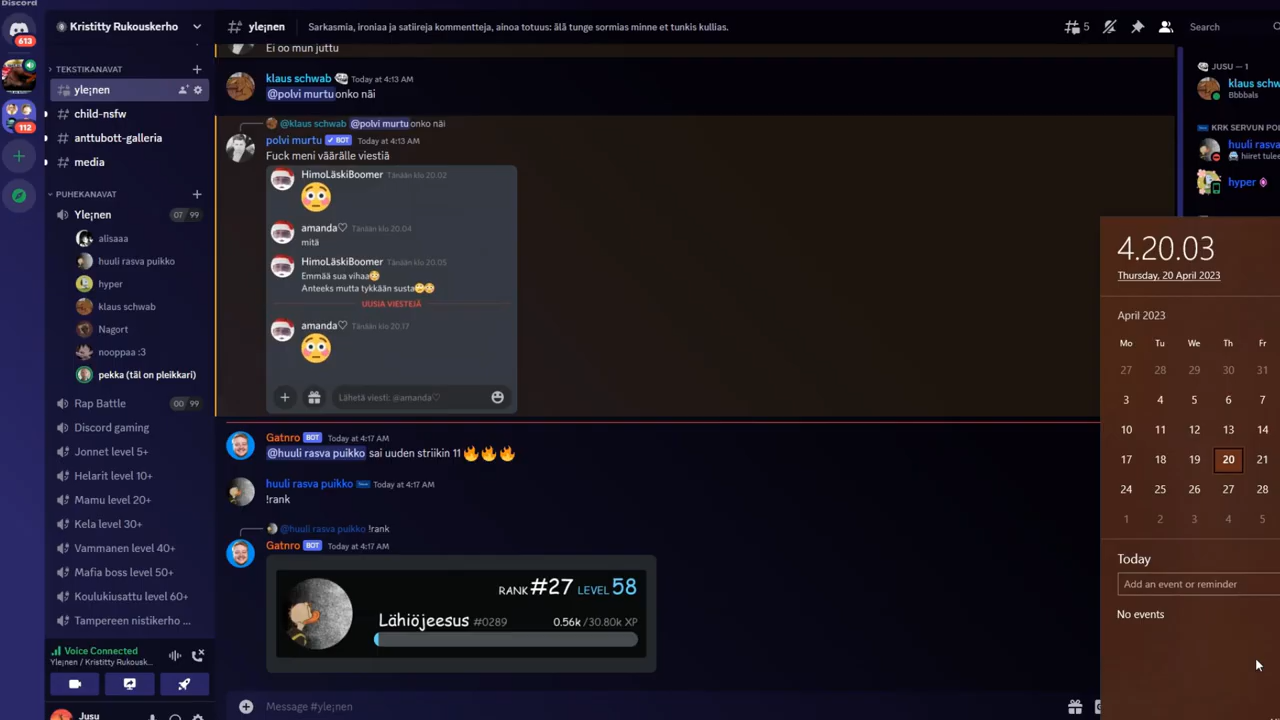 Discord
613
112
Kristitty Rukouskerho
TEKSTIKANAVAT
yle¡nen
child-nsfw
anttubott-galleria
media
PUHEKANAVAT
Yle¡nen
07 / 99
alisaaa
huuli rasva puikko
hyper
klaus schwab
Nagort
nooppaa :3
pekka (täl on pleikkari)
Rap Battle
00 / 99
Discord gaming
Jonnet level 5+
Helarit level 10+
Mamu level 20+
Kela level 30+
Vammanen level 40+
Mafia boss level 50+
Koulukiusattu level 60+
Tampereen nistikerho ...
Voice Connected
Yle¡nen / Kristitty Rukousk...
Jusu
yle¡nen
Sarkasmia, ironiaa ja satiireja kommentteja, ainoa totuus: älä tunge sormias minne et tunkis kullias.
5
Search
Ei oo mun juttu
klaus schwab Today at 4:13 AM
@polvi murtu onko näi
@klaus schwab @polvi murtu onko näi
polvi murtu ✓ BOT Today at 4:13 AM
Fuck meni väärälle viestiä
HimoLäskiBoomer Tänään klo 20.02
amanda♡ Tänään klo 20.04
mitä
HimoLäskiBoomer Tänään klo 20.05
Emmää sua vihaa😳
Anteeks mutta tykkään susta🙄😳
UUSIA VIESTEJÄ
amanda♡ Tänään klo 20.17
Lähetä viesti: @amanda♡
Gatnro BOT Today at 4:17 AM
@huuli rasva puikko sai uuden striikin 11🔥🔥🔥
huuli rasva puikko Today at 4:17 AM
!rank
@huuli rasva puikko !rank
Gatnro BOT Today at 4:17 AM
RANK #27 LEVEL 58
Lähiöjeesus #0289
0.56k / 30.80k XP
Message #yle¡nen
JUSU — 1
klaus schw
Bbbbals
KRK SERVUN POI
huuli rasva
hiiret tulee
hyper
4.20.03
Thursday, 20 April 2023
April 2023
Mo Tu We Th Fr
27 28 29 30 31
3 4 5 6 7
10 11 12 13 14
17 18 19 20 21
24 25 26 27 28
1 2 3 4 5
Today
Add an event or reminder
No events